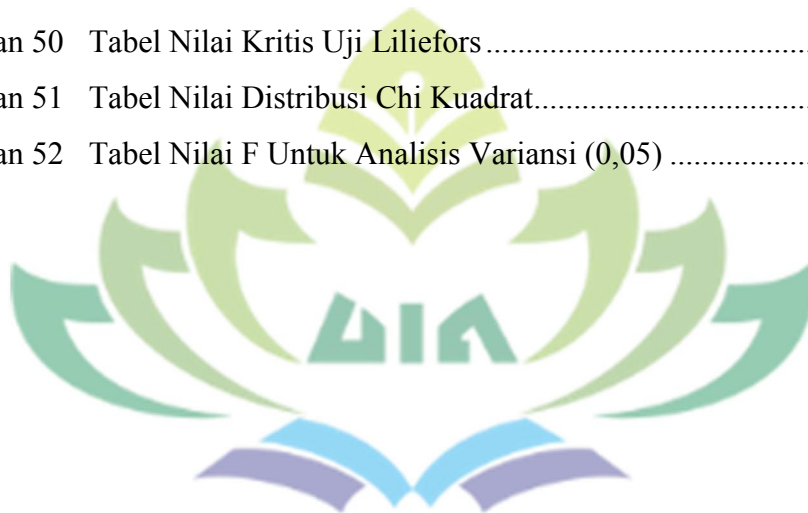 an 50 Tabel Nilai Kritis Uji Liliefors.......................................
an 51 Tabel Nilai Distribusi Chi Kuadrat.................................
an 52 Tabel Nilai F Untuk Analisis Variansi (0,05) .................
UIN